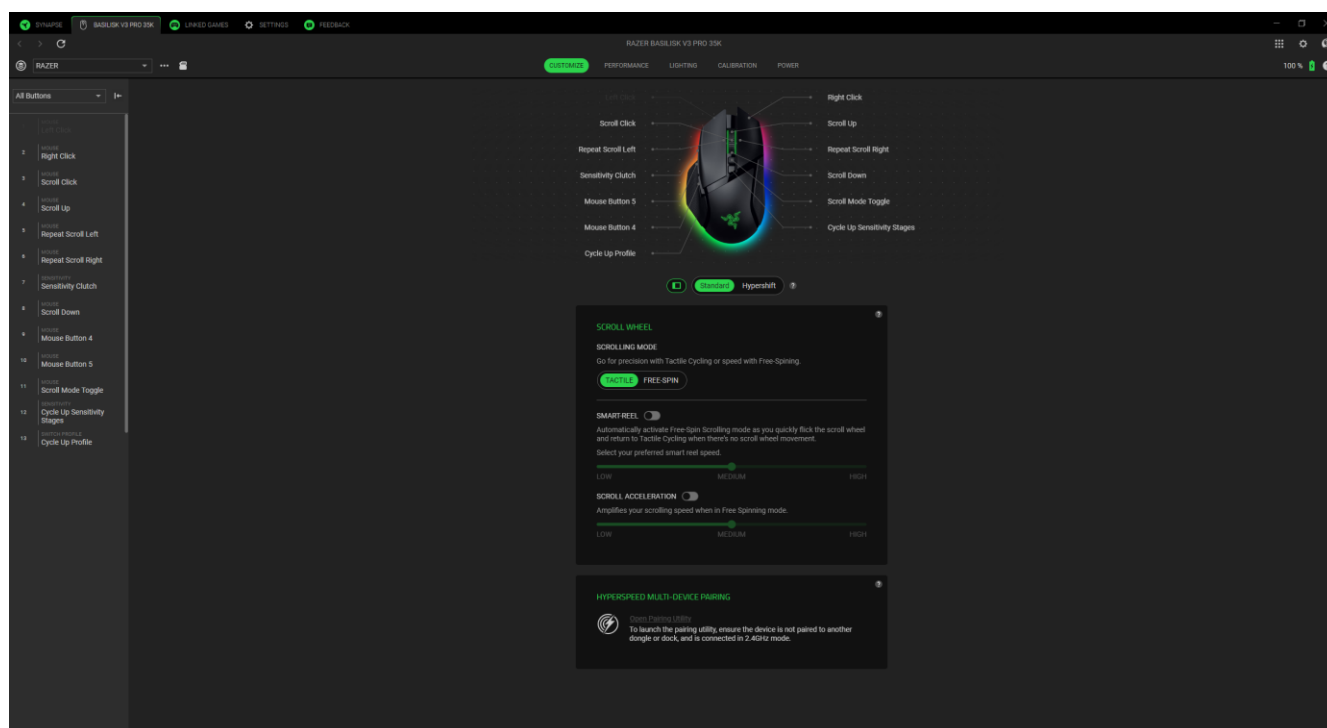 SYNAPSE
BASILISK V3 PRO 35K
LINKED GAMES
SETTINGS
FEEDBACK
RAZER BASILISK V3 PRO 35K
RAZER
CUSTOMIZE
PERFORMANCE
LIGHTING
CALIBRATION
POWER
100 %
All Buttons
Left Click
2
MOUSE
Right Click
3
MOUSE
Scroll Click
4
MOUSE
Scroll Up
5
MOUSE
Repeat Scroll Left
6
MOUSE
Repeat Scroll Right
7
SENSITIVITY
Sensitivity Clutch
8
MOUSE
Scroll Down
9
MOUSE
Mouse Button 4
10
MOUSE
Mouse Button 5
11
MOUSE
Scroll Mode Toggle
12
SENSITIVITY
Cycle Up Sensitivity
Stages
13
SWITCH PROFILE
Cycle Up Profile
Left Click
Scroll Click
Repeat Scroll Left
Sensitivity Clutch
Mouse Button 5
Mouse Button 4
Cycle Up Profile
Right Click
Scroll Up
Repeat Scroll Right
Scroll Down
Scroll Mode Toggle
Cycle Up Sensitivity Stages
Standard
Hypershift
?
SCROLL WHEEL
?
SCROLLING MODE
Go for precision with Tactile Cycling or speed with Free-Spining.
TACTILE
FREE-SPIN
SMART-REEL
Automatically activate Free-Spin Scrolling mode as you quickly flick the scroll wheel
and return to Tactile Cycling when there's no scroll wheel movement.
Select your preferred smart reel speed.
LOW
MEDIUM
HIGH
SCROLL ACCELERATION
Amplifies your scrolling speed when in Free Spinning mode.
LOW
MEDIUM
HIGH
?
HYPERSPEED MULTI-DEVICE PAIRING
Open Pairing Utility
To launch the pairing utility, ensure the device is not paired to another
dongle or dock, and is connected in 2.4GHz mode.